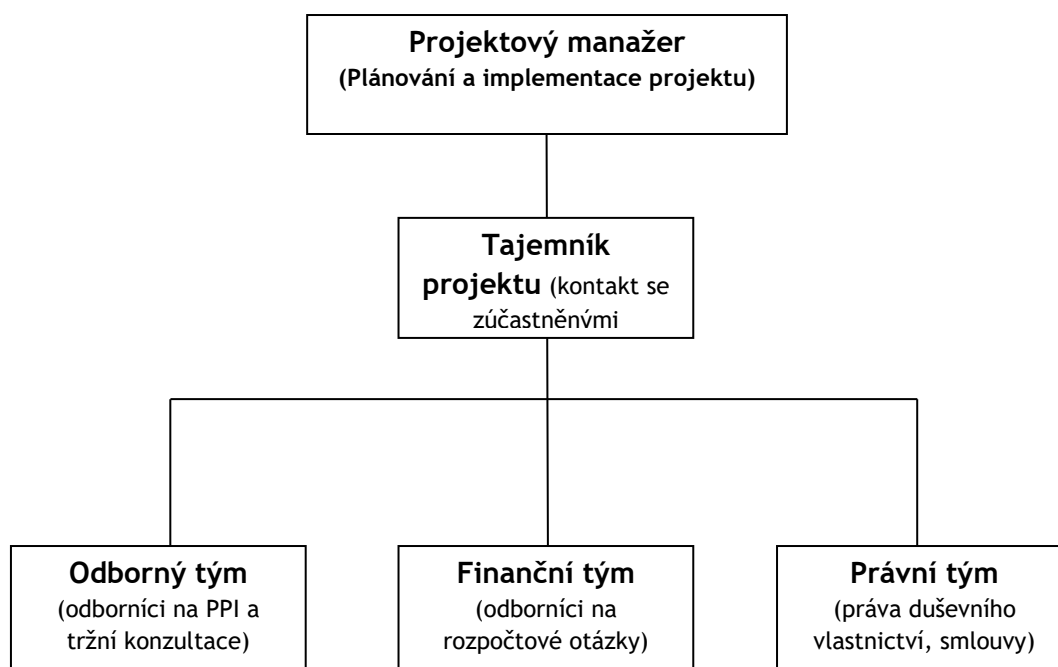 Projektový manažer
(Plánování a implementace projektu)
Tajemník
projektu (kontakt se
zúčastněnými
Odborný tým
(odborníci na PPI a
tržní konzultace)
Finanční tým
(odborníci na
rozpočtové otázky)
Právní tým
(práva duševního
vlastnictví, smlouvy)